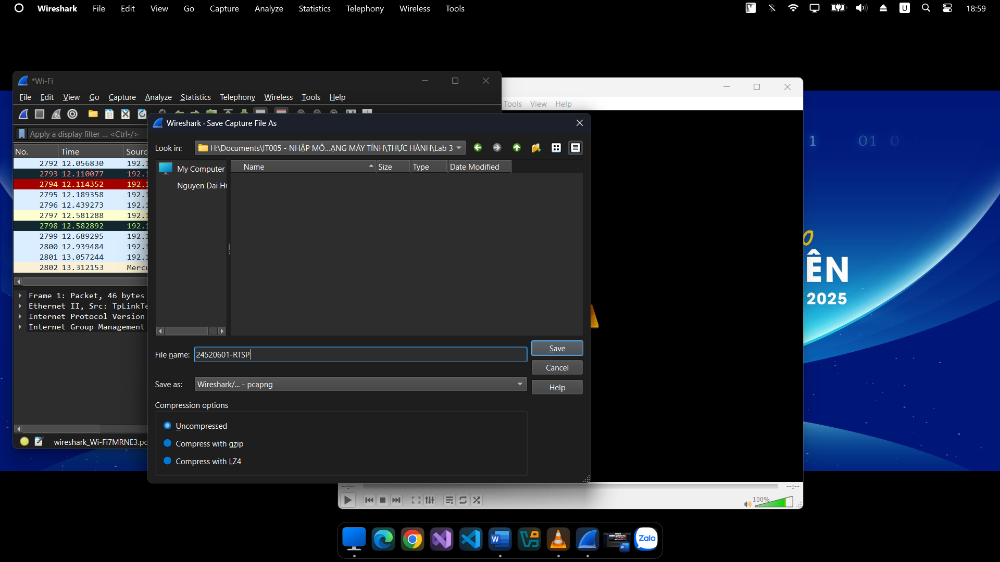 Wireshark File Edit View Go Capture Analyze Statistics Telephony Wireless Tools
U 18:59
*Wi-Fi
File Edit View Go Capture Analyze Statistics Telephony Wireless Tools Help
Tools View Help
Apply a display filter ... <Ctrl-/>
No. Time Sourc
2792 12.056830 192.1
2793 12.110077 192.1
2794 12.114352 192.1
2795 12.189358 192.1
2796 12.439273 192.1
2797 12.581288 192.1
2798 12.582892 192.1
2799 12.689295 192.1
2800 12.939484 192.1
2801 13.057244 192.1
2802 13.312153 Mercu
Frame 1: Packet, 46 bytes
Ethernet II, Src: TpLinkTe
Internet Protocol Version
Internet Group Management
wireshark_Wi-Fi7MRNE3.pc
Wireshark · Save Capture File As
Look in: H:\Documents\IT005 - NHẬP MÔ...ẠNG MÁY TÍNH\THỰC HÀNH\Lab 3
My Computer
Nguyen Dai Hu
Name Size Type Date Modified
File name: 24520601-RTSP
Save
Cancel
Save as: Wireshark/... - pcapng
Help
Compression options
Uncompressed
Compress with gzip
Compress with LZ4
1 01 0
O
ÊN
2025
--:-- --:--
100%
W
Zalo